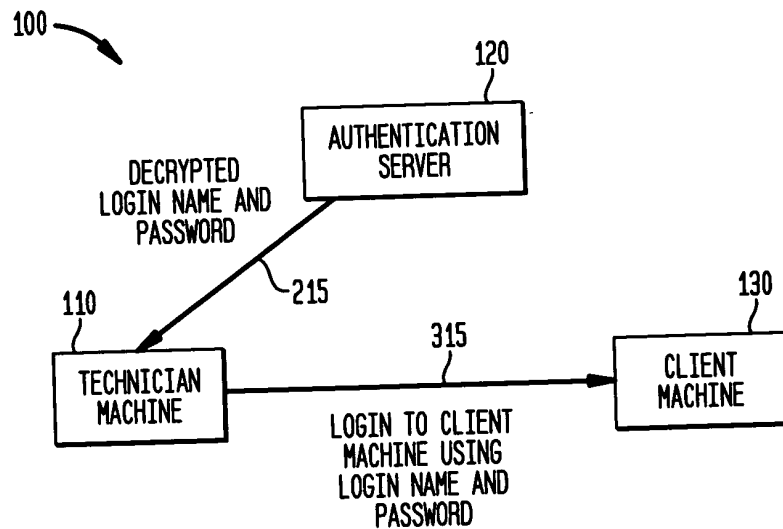 100
120
AUTHENTICATION
SERVER
DECRYPTED
LOGIN NAME AND
PASSWORD
215
110
TECHNICIAN
MACHINE
315
130
CLIENT
MACHINE
LOGIN TO CLIENT
MACHINE USING
LOGIN NAME AND
PASSWORD